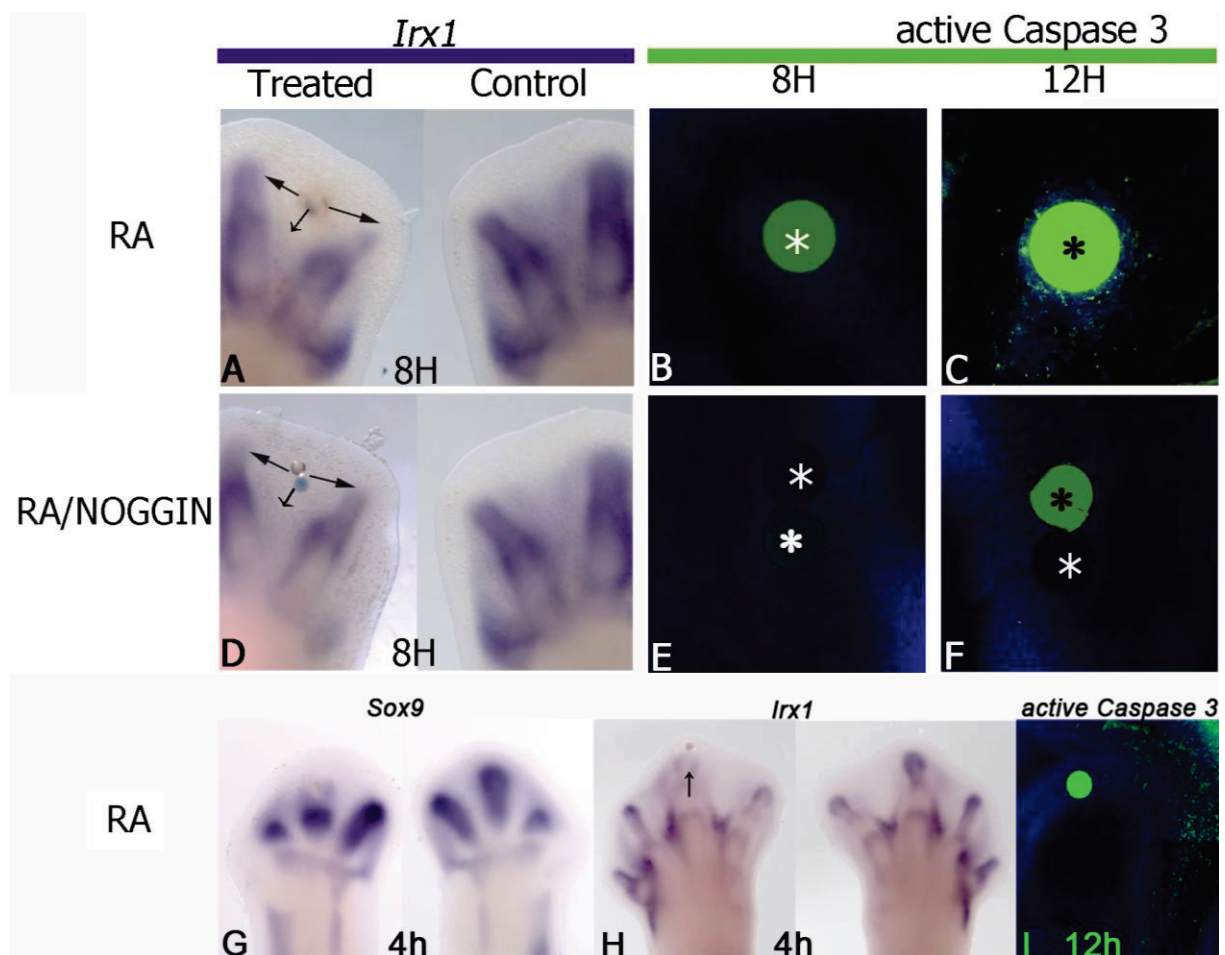 Irx1 active Caspase 3
Treated Control 8H 12H
RA
A 8H B C
RA/NOGGIN
D 8H E F
Sox9 Irx1 active Caspase 3
RA
G 4h H 4h I 12h